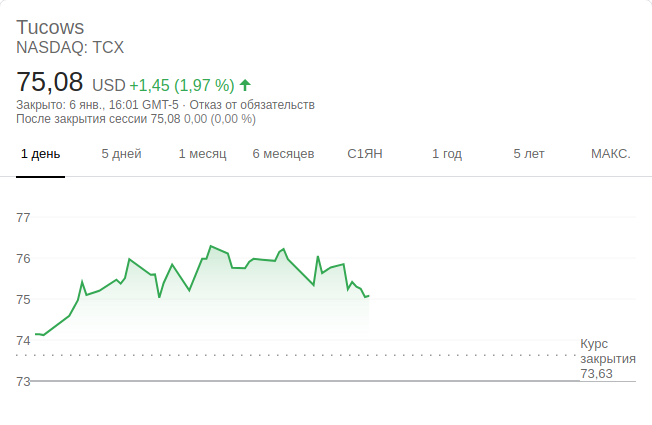 Tucows
NASDAQ: TCX
75,08 USD +1,45 (1,97 %)
Закрыто: 6 янв., 16:01 GMT-5 · Отказ от обязательств
После закрытия сессии 75,08 0,00 (0,00 %)
1 день 5 дней 1 месяц 6 месяцев С1ЯН 1 год 5 лет МАКС.
77
76
75
74
Курс
закрытия
73,63
73